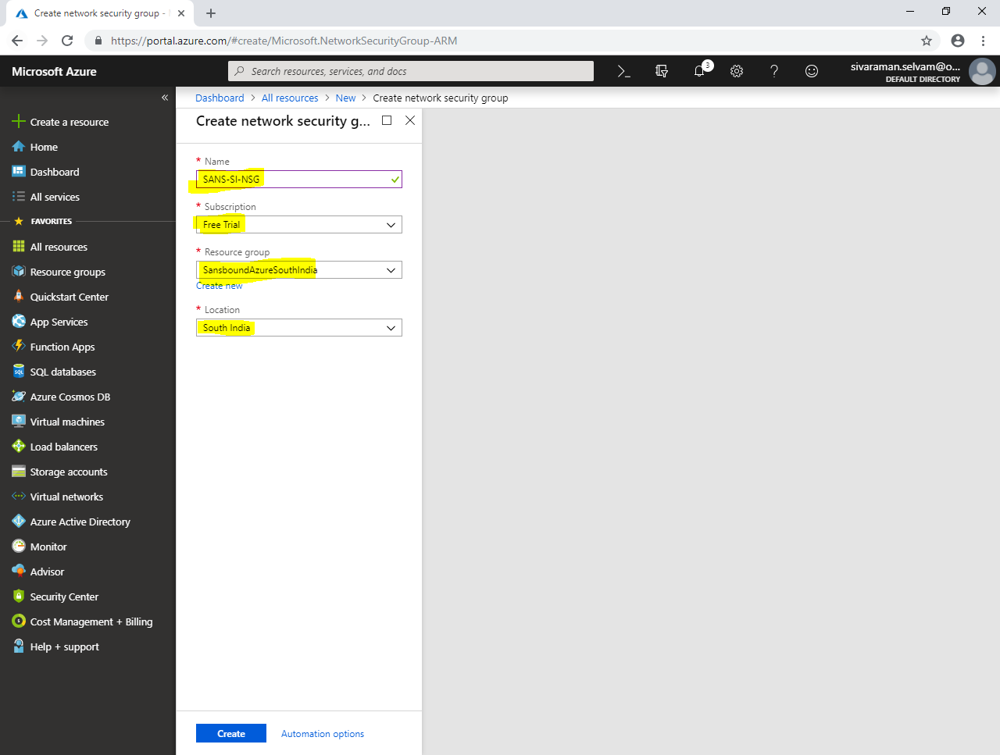 Create network security group -
https://portal.azure.com/#create/Microsoft.NetworkSecurityGroup-ARM
Microsoft Azure
Search resources, services, and docs
3
sivaraman.selvam@o...
DEFAULT DIRECTORY
Dashboard > All resources > New > Create network security group
Create a resource
Home
Dashboard
All services
FAVORITES
All resources
Resource groups
Quickstart Center
App Services
Function Apps
SQL databases
Azure Cosmos DB
Virtual machines
Load balancers
Storage accounts
Virtual networks
Azure Active Directory
Monitor
Advisor
Security Center
Cost Management + Billing
Help + support
Create network security g...
* Name
SANS-SI-NSG
* Subscription
Free Trial
* Resource group
SansboundAzureSouthIndia
Create new
* Location
South India
Create
Automation options